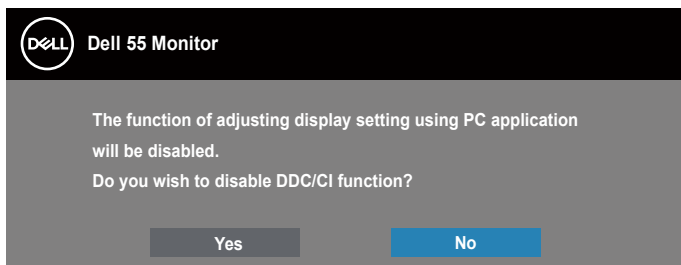 DELL
Dell 55 Monitor
The function of adjusting display setting using PC application
will be disabled.
Do you wish to disable DDC/CI function?
Yes
No